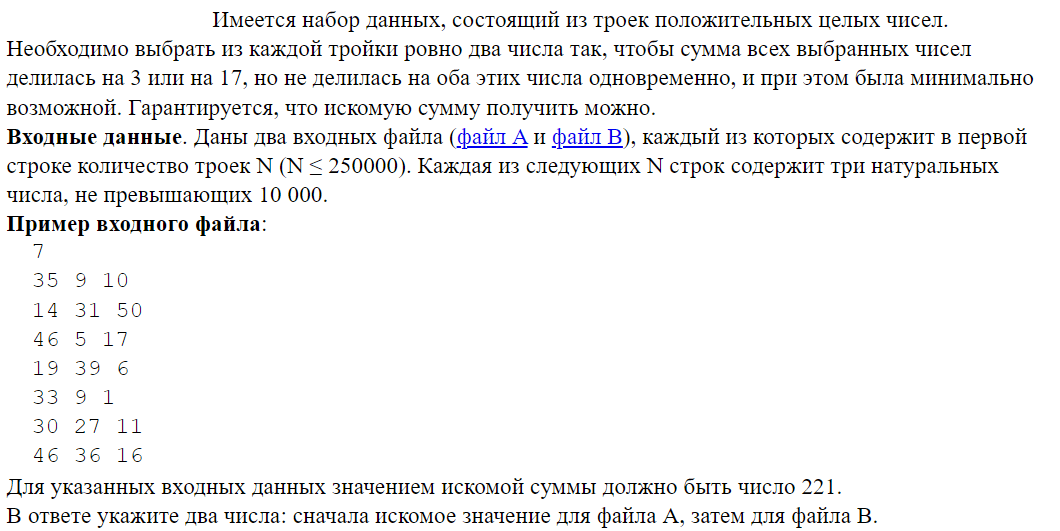 Имеется набор данных, состоящий из троек положительных целых чисел.
Необходимо выбрать из каждой тройки ровно два числа так, чтобы сумма всех выбранных чисел
делилась на 3 или на 17, но не делилась на оба этих числа одновременно, и при этом была минимально
возможной. Гарантируется, что искомую сумму получить можно.
Входные данные. Даны два входных файла (файл A и файл B), каждый из которых содержит в первой
строке количество троек N (N ≤ 250000). Каждая из следующих N строк содержит три натуральных
числа, не превышающих 10 000.
Пример входного файла:
7
35 9 10
14 31 50
46 5 17
19 39 6
33 9 1
30 27 11
46 36 16
Для указанных входных данных значением искомой суммы должно быть число 221.
В ответе укажите два числа: сначала искомое значение для файла A, затем для файла B.